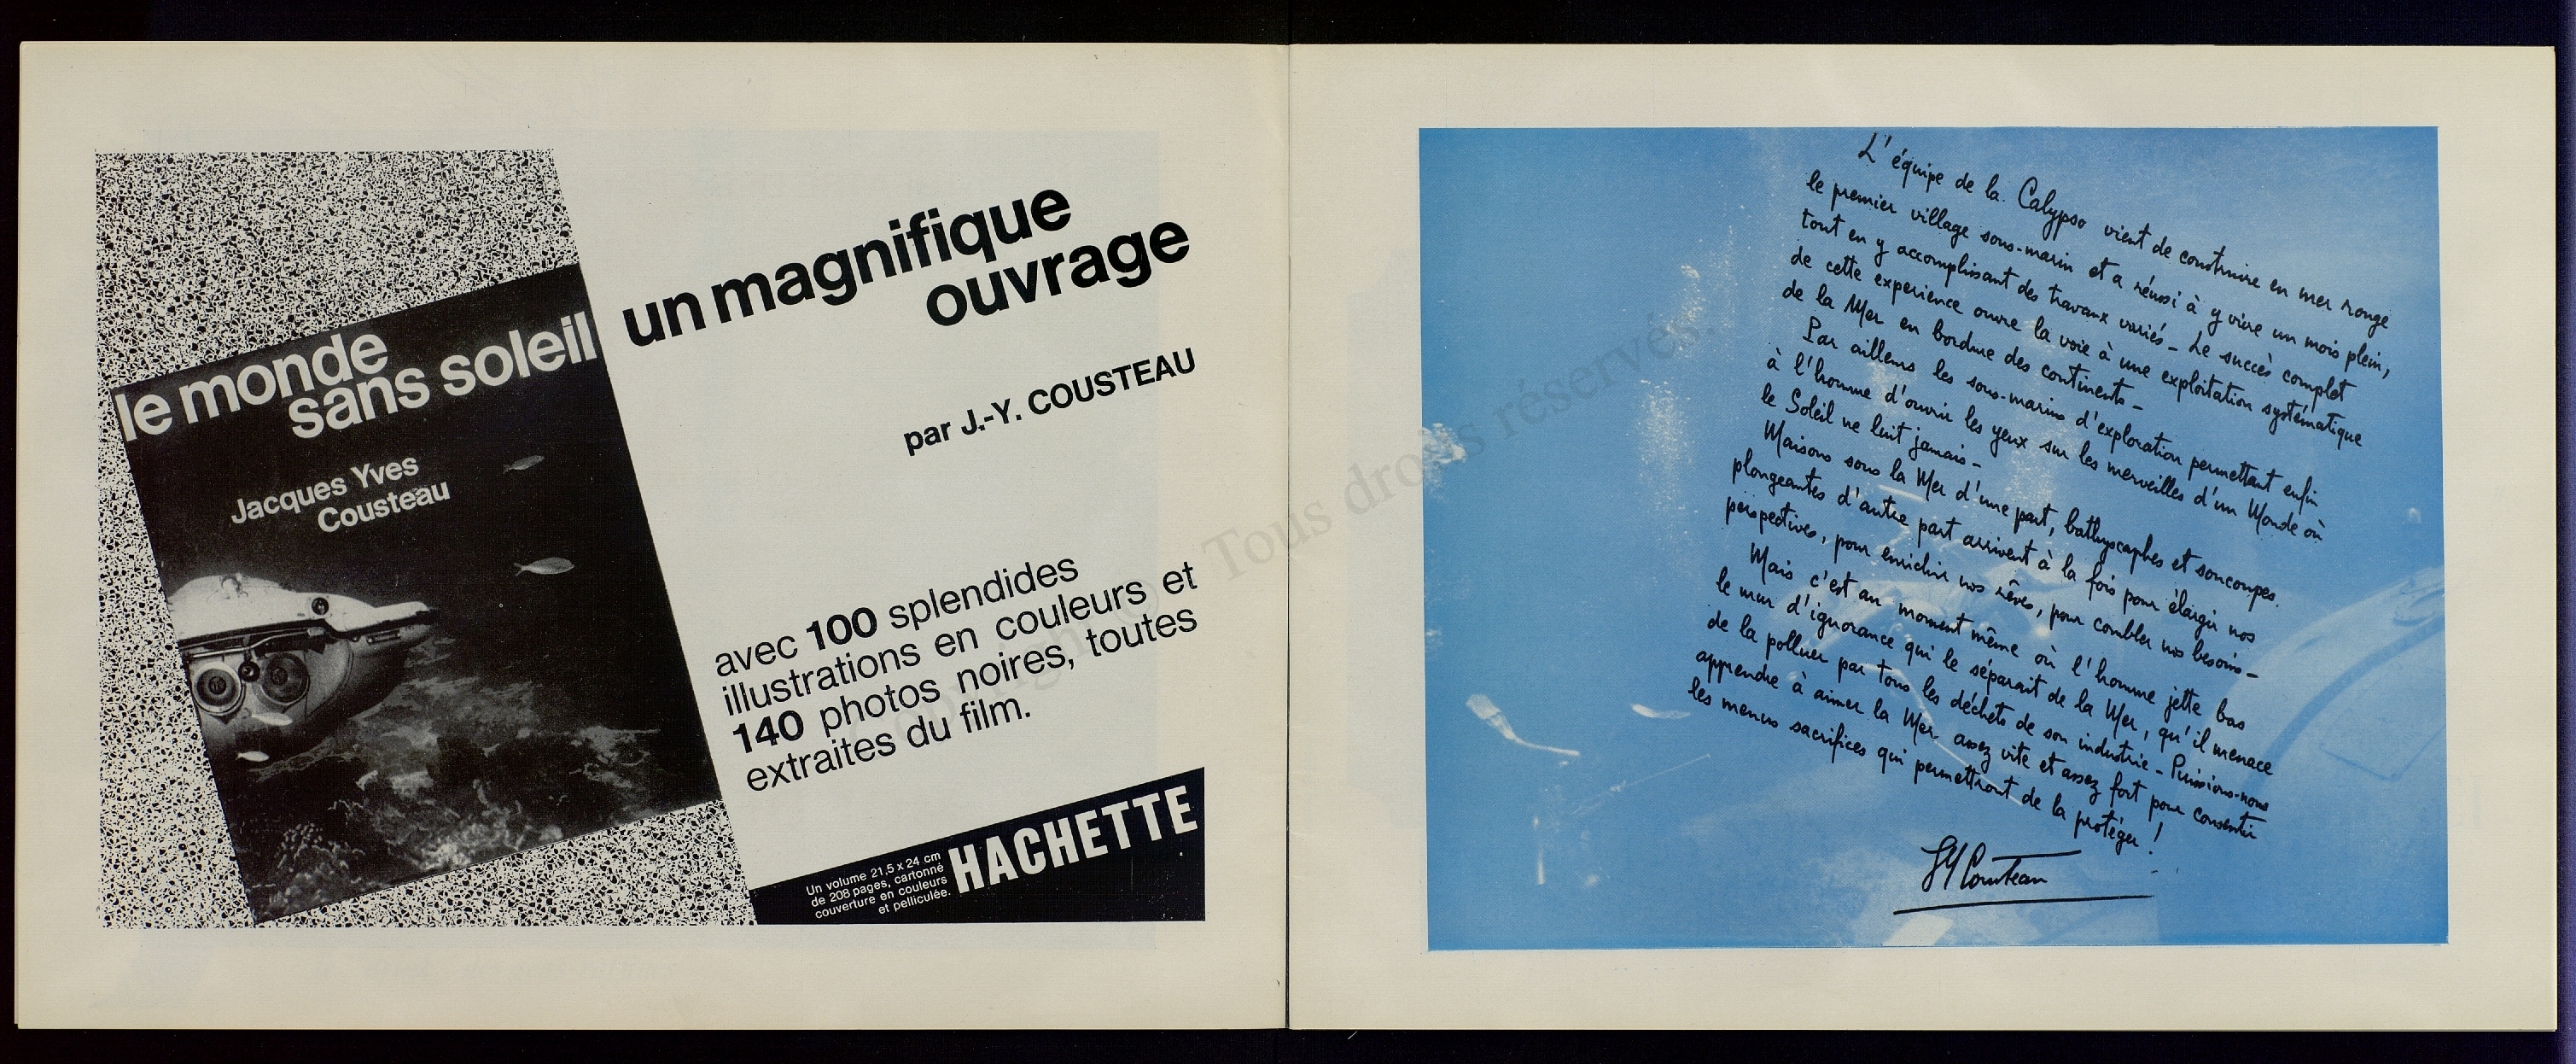 le monde
sans soleil
Jacques Yves
Cousteau
un magnifique
ouvrage
par J.-Y. COUSTEAU
avec 100 splendides
illustrations en couleurs et
140 photos noires, toutes
extraites du film.
Un volume 21,5 x 24 cm
de 208 pages, cartonné
couverture en couleurs
et pelliculée.
HACHETTE
Tous droits réservés.
L'équipe de la Calypso vient de construire en mer rouge
le premier village sous-marin et a réussi à y vivre un mois plein,
tout en y accomplissant des travaux variés - Le succès complet
de cette experience ouvre la voie à une exploitation systématique
de la Mer en bordure des continents -
Par ailleurs les sous-marins d'exploration permettant enfin
à l'homme d'ouvrir les yeux sur les merveilles d'un Monde où
le Soleil ne luit jamais -
Maisons sous la Mer d'une part, bathyscaphes et soucoupes
plongeantes d'autre part arrivent à la fois pour élargir nos
perspectives, pour enrichir nos rêves, pour combler nos besoins -
Mais c'est au moment même où l'homme jette bas
le mur d'ignorance qui le séparait de la Mer, qu'il menace
de la polluer par tous les déchets de son industrie - Puissions-nous
apprendre à aimer la Mer assez vite et assez fort pour consentir
les menus sacrifices qui permettront de la protéger !
JY Cousteau